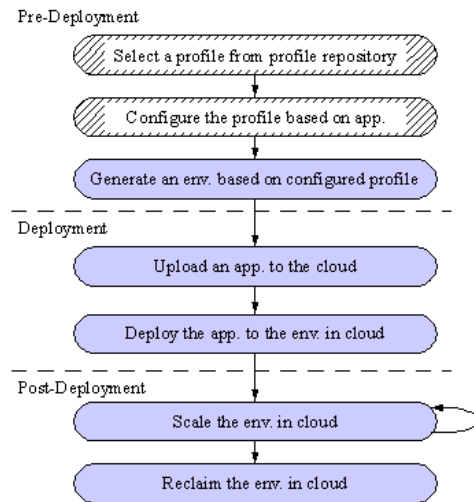 Pre-Deployment
Select a profile from profile repository
Configure the profile based on app.
Generate an env. based on configured profile
Deployment
Upload an app. to the cloud
Deploy the app. to the env. in cloud
Post-Deployment
Scale the env. in cloud
Reclaim the env. in cloud